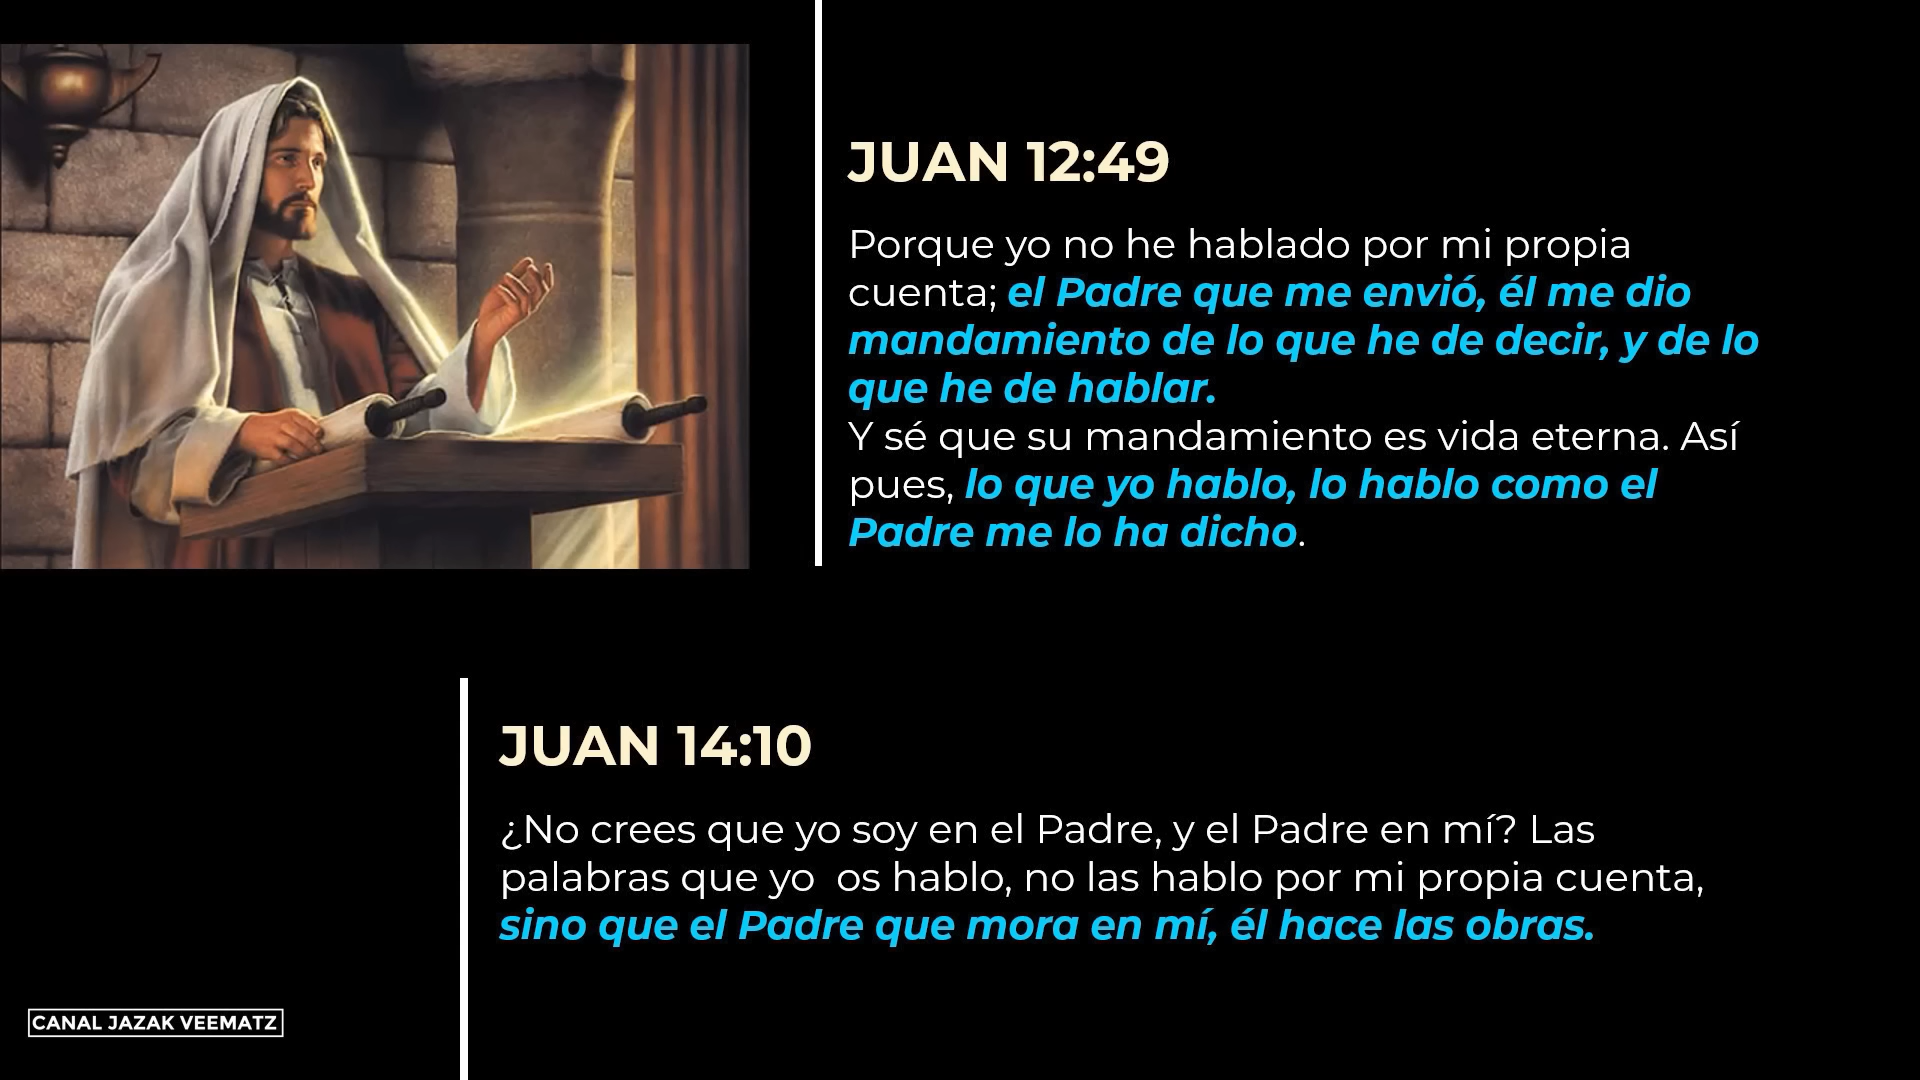 JUAN 12:49
Porque yo no he hablado por mi propia
cuenta; el Padre que me envió, él me dio
mandamiento de lo que he de decir, y de lo
que he de hablar.
Y sé que su mandamiento es vida eterna. Así
pues, lo que yo hablo, lo hablo como el
Padre me lo ha dicho.
JUAN 14:10
¿No crees que yo soy en el Padre, y el Padre en mí? Las
palabras que yo  os hablo, no las hablo por mi propia cuenta,
sino que el Padre que mora en mí, él hace las obras.
CANAL JAZAK VEEMATZ